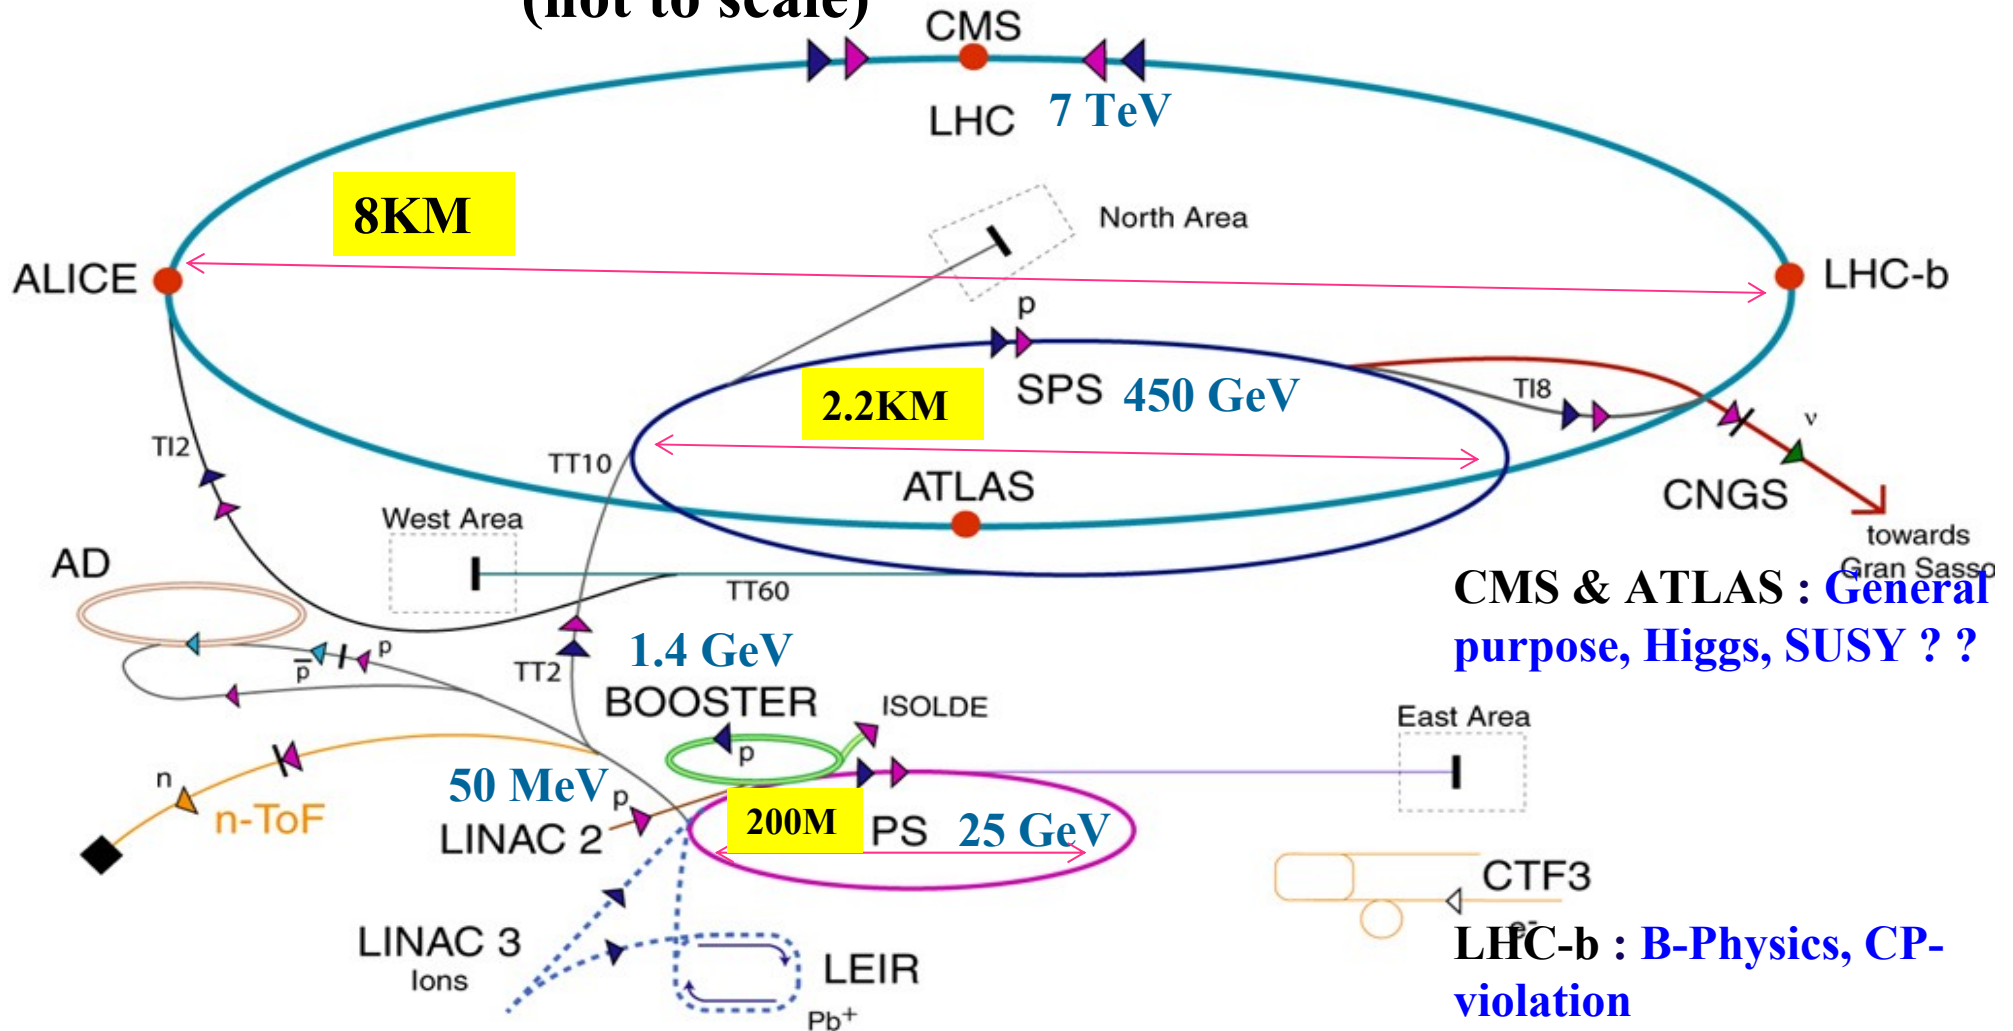 (not to scale)
CMS
LHC 7 TeV
8KM
North Area
ALICE
LHC-b
p
SPS 450 GeV
2.2KM
TI8
TI2
TT10
ν
ATLAS
CNGS
West Area
towards
Gran Sasso
AD
TT60
CMS & ATLAS : General
purpose, Higgs, SUSY ? ?
1.4 GeV
p
p̅
TT2
BOOSTER
ISOLDE
East Area
p
n
50 MeV
p
n-ToF
LINAC 2
200M
PS 25 GeV
CTF3
e-
LINAC 3
Ions
LEIR
Pb+
LHC-b : B-Physics, CP-
violation